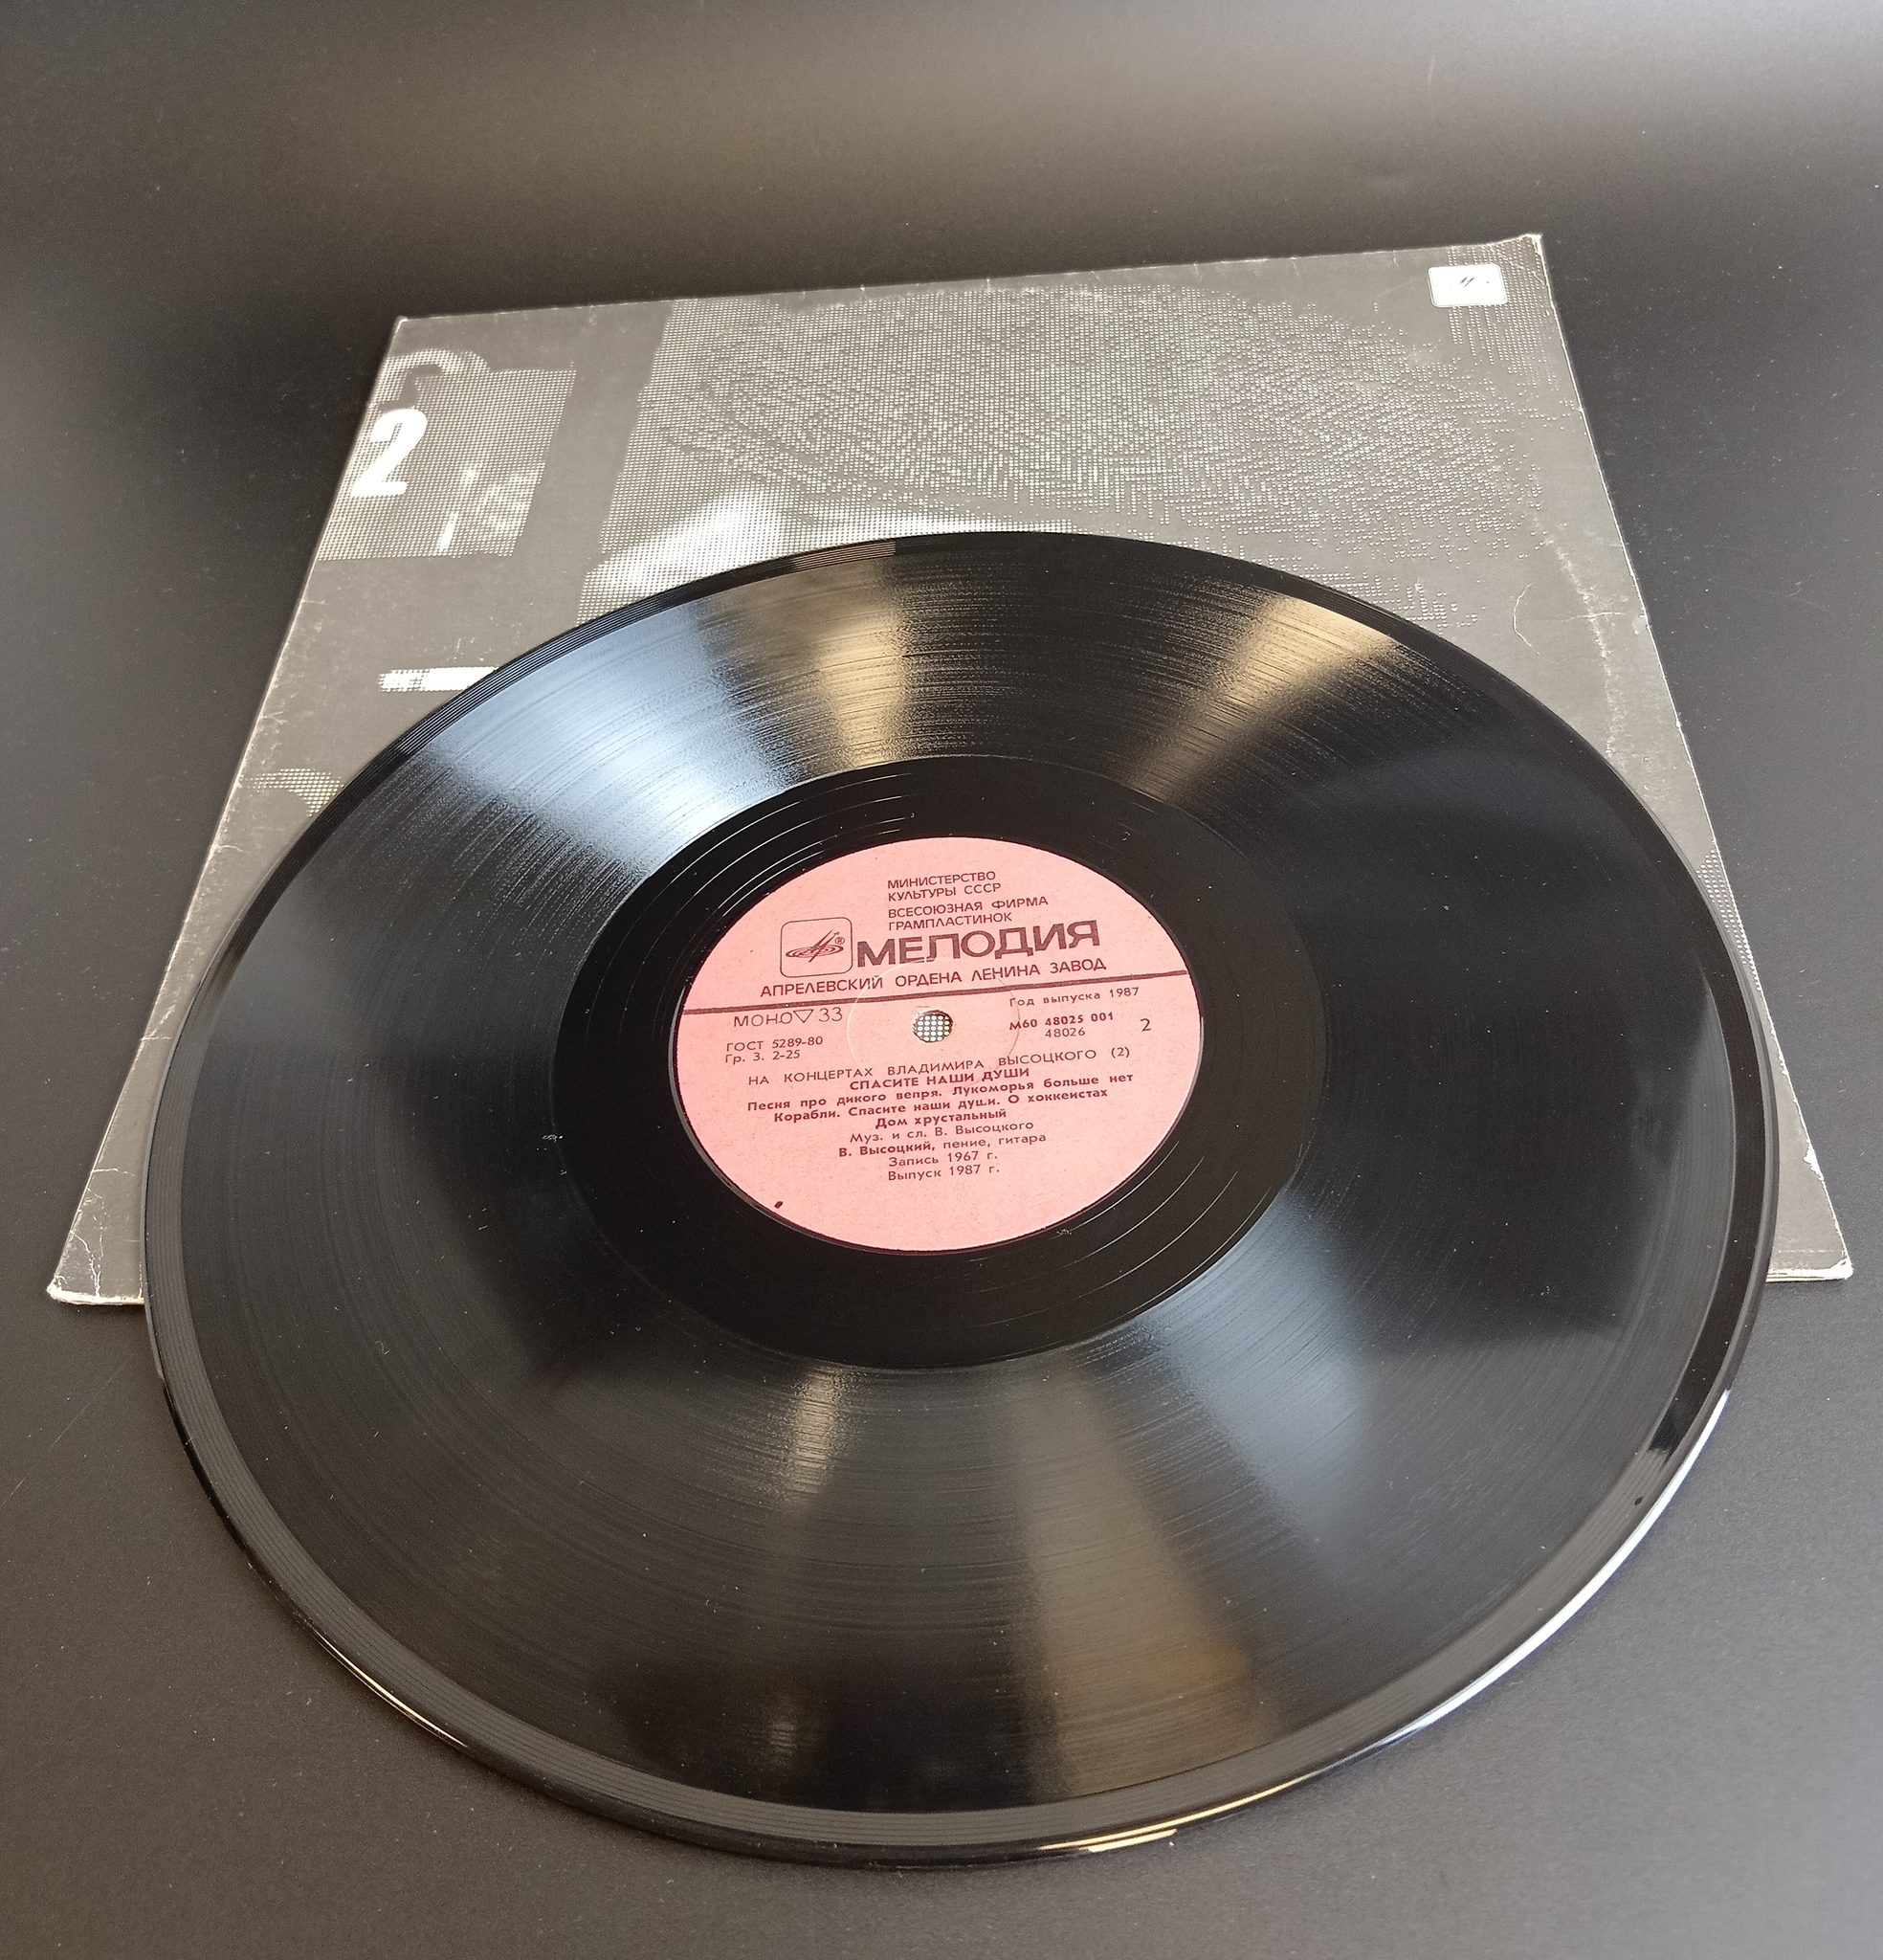 2
МИНИСТЕРСТВО
КУЛЬТУРЫ СССР
ВСЕСОЮЗНАЯ ФИРМА
ГРАМПЛАСТИНОК
® МЕЛОДИЯ
АПРЕЛЕВСКИЙ ОРДЕНА ЛЕНИНА ЗАВОД
МОНО▽33
Год выпуска 1987
ГОСТ 5289-80
Гр. 3. 2-25
М60 48025 001
48026
2
НА КОНЦЕРТАХ ВЛАДИМИРА ВЫСОЦКОГО (2)
СПАСИТЕ НАШИ ДУШИ
Песня про дикого вепря. Лукоморья больше нет
Корабли. Спасите наши души. О хоккеистах
Дом хрустальный
Муз. и сл. В. Высоцкого
В. Высоцкий, пение, гитара
Запись 1967 г.
Выпуск 1987 г.